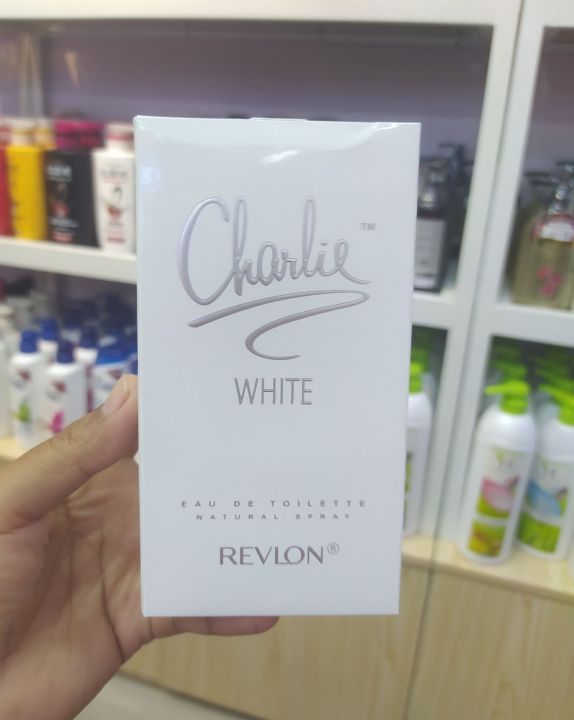 Charlie™
WHITE
EAU DE TOILETTE
NATURAL SPRAY
REVLON®